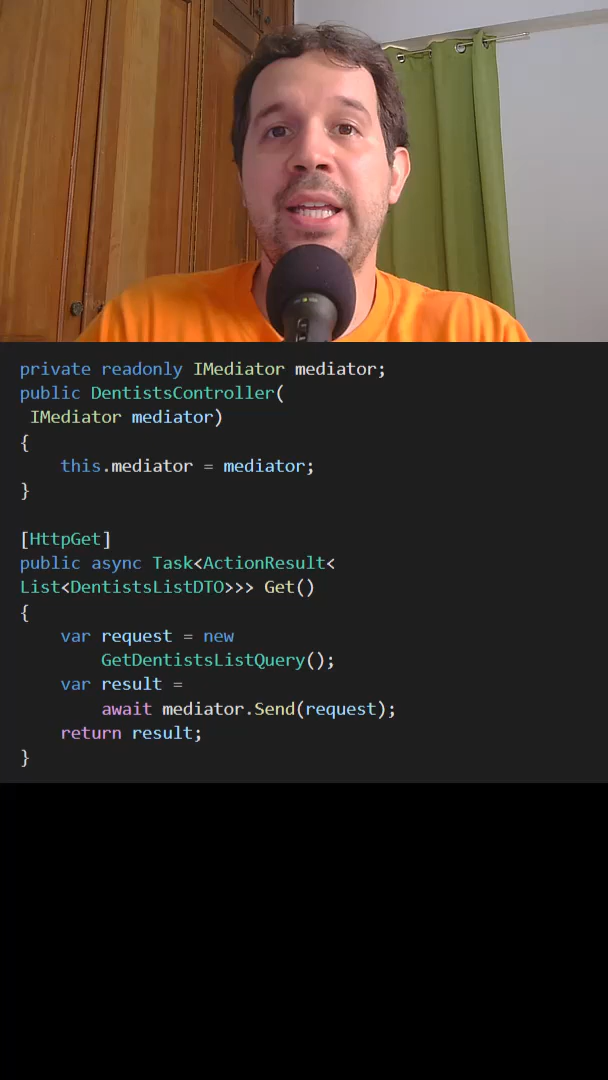 private readonly IMediator mediator;
public DentistsController(
 IMediator mediator)
{
    this.mediator = mediator;
}

[HttpGet]
public async Task<ActionResult<
List<DentistsListDTO>>> Get()
{
    var request = new
        GetDentistsListQuery();
    var result =
        await mediator.Send(request);
    return result;
}